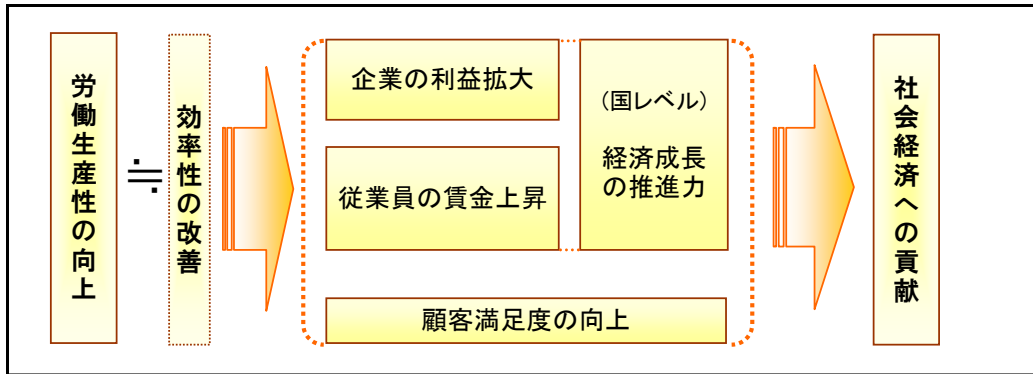 労働生産性の向上
≒
効率性の改善
企業の利益拡大
従業員の賃金上昇
（国レベル）
経済成長
の推進力
顧客満足度の向上
社会経済への貢献